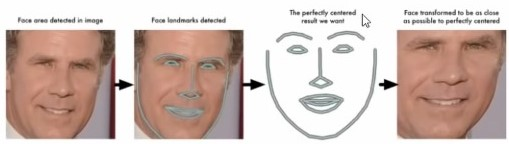 Face area detected in image
Face landmarks detected
The perfectly centered
result we want
Face transformed to be as close
as possible to perfectly centered